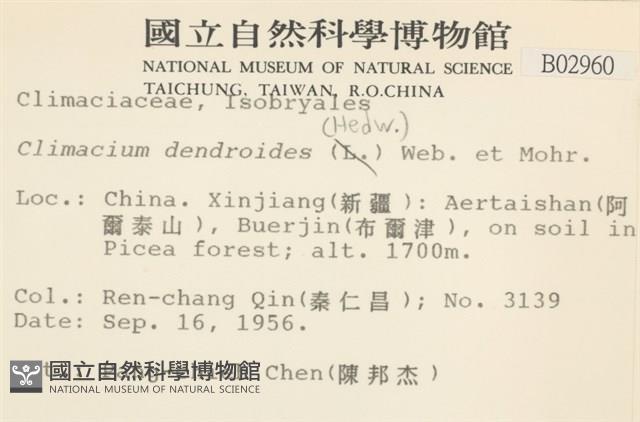 國立自然科學博物館
NATIONAL MUSEUM OF NATURAL SCIENCE
B02960
TAICHUNG, TAIWAN, R.O.CHINA
Climaciaceae, Isobryales
(Hedw.)
Climacium dendroides (L.) Web. et Mohr.
Loc.: China. Xinjiang(新疆): Aertaishan(阿
爾泰山), Buerjin(布爾津), on soil in
Picea forest; alt. 1700m.
Col.: Ren-chang Qin(秦仁昌); No. 3139
Date: Sep. 16, 1956.
Chen(陳邦杰)
國立自然科學博物館
NATIONAL MUSEUM OF NATURAL SCIENCE